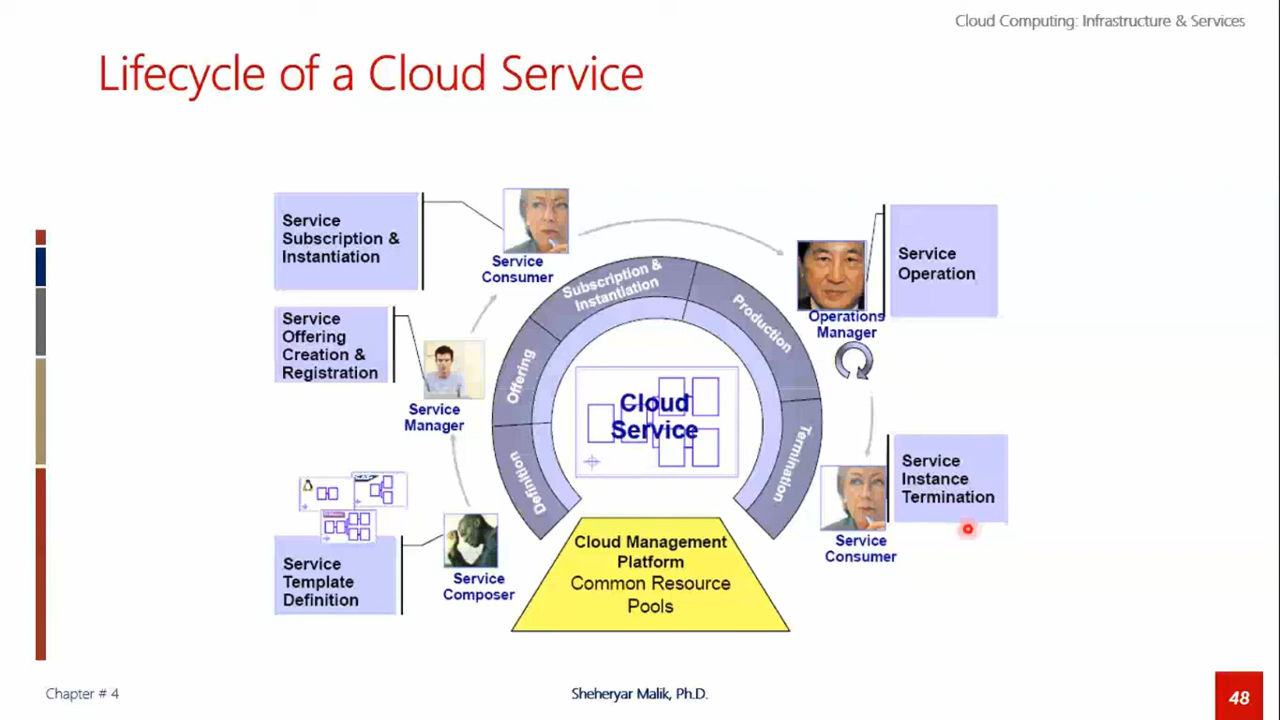 Cloud Computing: Infrastructure & Services
Lifecycle of a Cloud Service
Service
Subscription &
Instantiation
Service
Consumer
Service
Operation
Operations
Manager
Service
Offering
Creation &
Registration
Service
Manager
Subscription &
Instantiation
Production
Offering
Termination
Definition
Cloud
Service
Service
Instance
Termination
Service
Consumer
Service
Template
Definition
Service
Composer
Cloud Management
Platform
Common Resource
Pools
Chapter # 4
Sheheryar Malik, Ph.D.
48